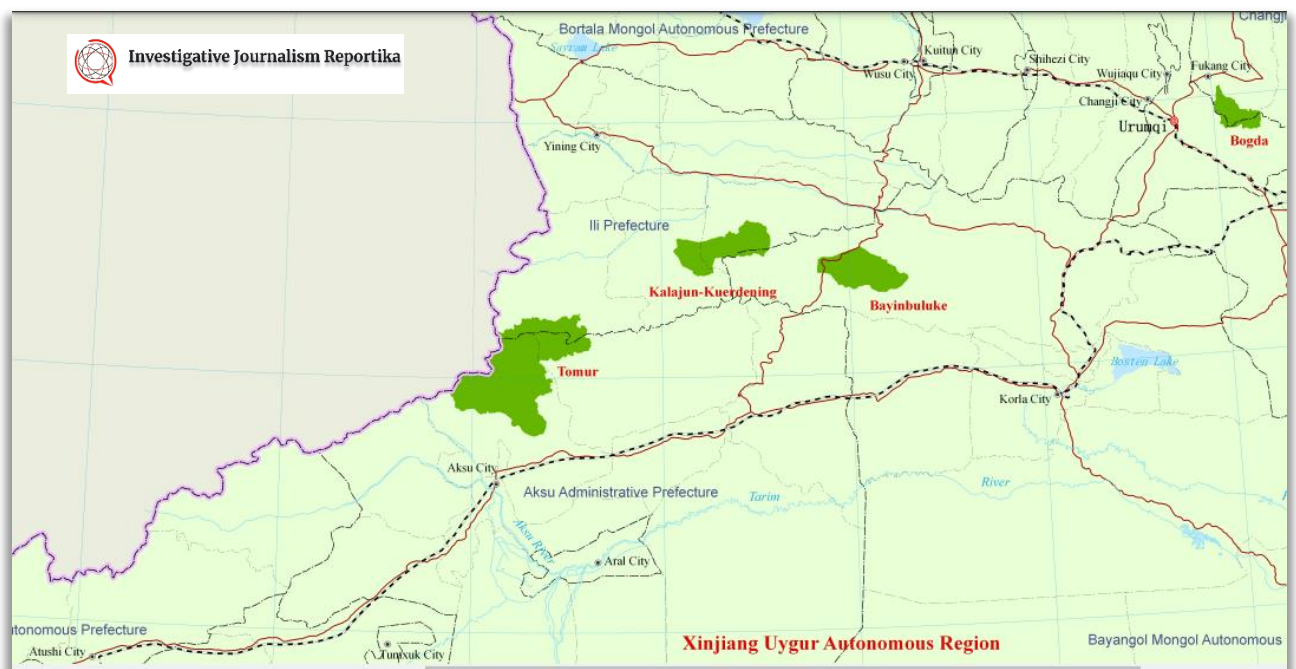 Investigative Journalism Reportika
Bortala Mongol Autonomous Prefecture
Sayram Lake
Wusu City
Kuitun City
Shihezi City
Wujiaqu City
Fukang City
Changji City
Urumqi
Bogda
Yining City
Ili Prefecture
Kalajun-Kuerdening
Bayinbuluke
Tomur
Bosten Lake
Korla City
Aksu City
Aksu Administrative Prefecture
Tarim
River
Aksu River
Aral City
tonomous Prefecture
Atushi City
Tumxuk City
Xinjiang Uygur Autonomous Region
Bayangol Mongol Autonomous